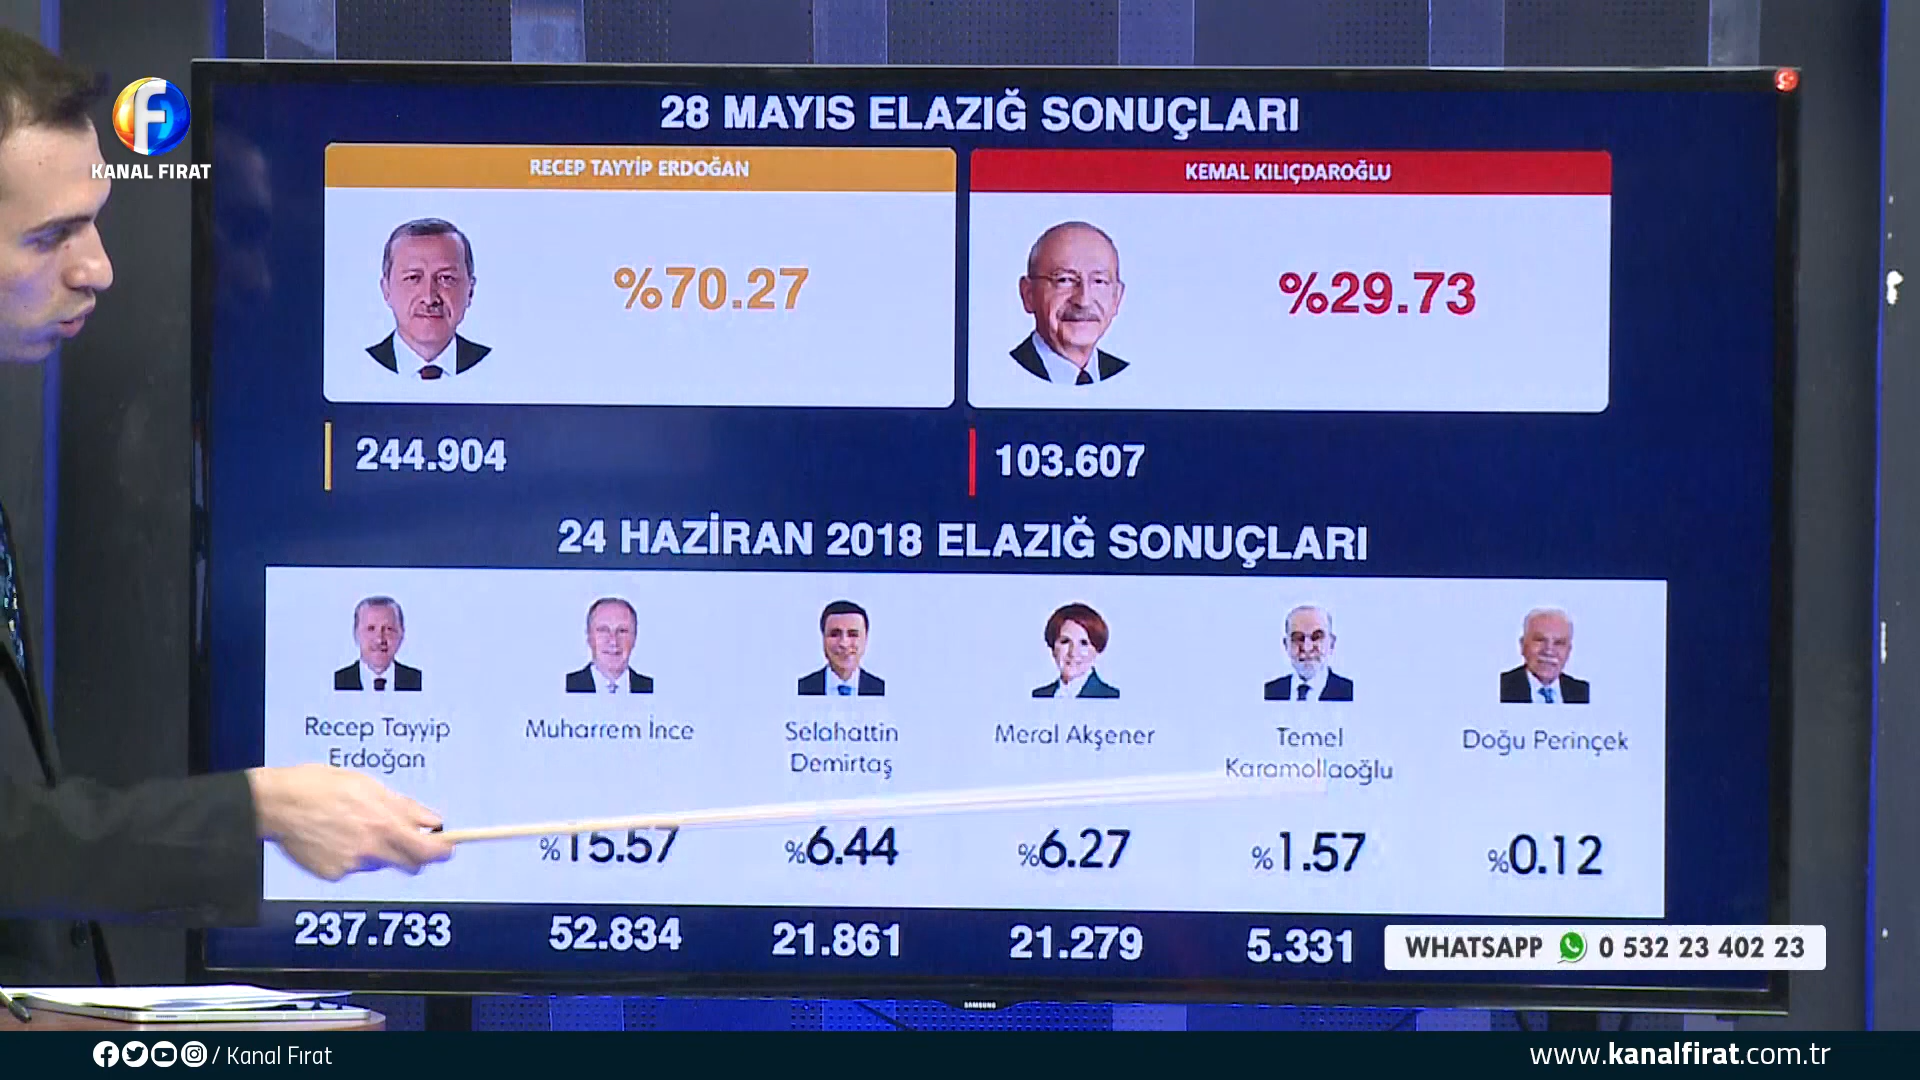 KANAL FIRAT
28 MAYIS ELAZIĞ SONUÇLARI
RECEP TAYYİP ERDOĞAN
KEMAL KILIÇDAROĞLU
%70.27
%29.73
244.904
103.607
24 HAZİRAN 2018 ELAZIĞ SONUÇLARI
Recep Tayyip
Erdoğan
Muharrem İnce
Selahattin
Demirtaş
Meral Akşener
Temel
Karamollaoğlu
Doğu Perinçek
%15.57
%6.44
%6.27
%1.57
%0.12
237.733
52.834
21.861
21.279
5.331
WHATSAPP 0 532 23 402 23
SAMSUNG
/ Kanal Fırat
www.kanalfirat.com.tr